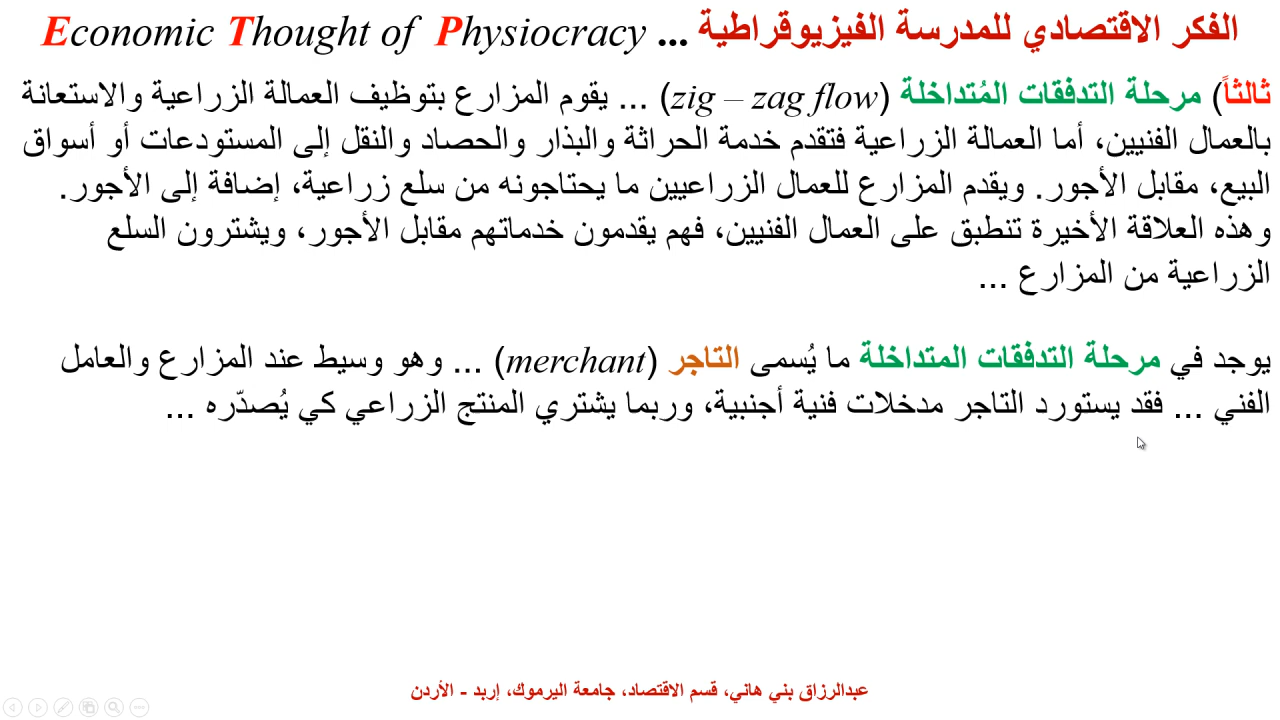 الفكر الاقتصادي للمدرسة الفيزيوقراطية ... Economic Thought of Physiocracy
ثالثاً) مرحلة التدفقات المُتداخلة (zig – zag flow) ... يقوم المزارع بتوظيف العمالة الزراعية والاستعانة
بالعمال الفنيين، أما العمالة الزراعية فتقدم خدمة الحراثة والبذار والحصاد والنقل إلى المستودعات أو أسواق
البيع، مقابل الأجور. ويقدم المزارع للعمال الزراعيين ما يحتاجونه من سلع زراعية، إضافة إلى الأجور.
وهذه العلاقة الأخيرة تنطبق على العمال الفنيين، فهم يقدمون خدماتهم مقابل الأجور، ويشترون السلع
الزراعية من المزارع ...
يوجد في مرحلة التدفقات المتداخلة ما يُسمى التاجر (merchant) ... وهو وسيط عند المزارع والعامل
الفني ... فقد يستورد التاجر مدخلات فنية أجنبية، وربما يشتري المنتج الزراعي كي يُصدّره ...
عبدالرزاق بني هاني، قسم الاقتصاد، جامعة اليرموك، إربد - الأردن